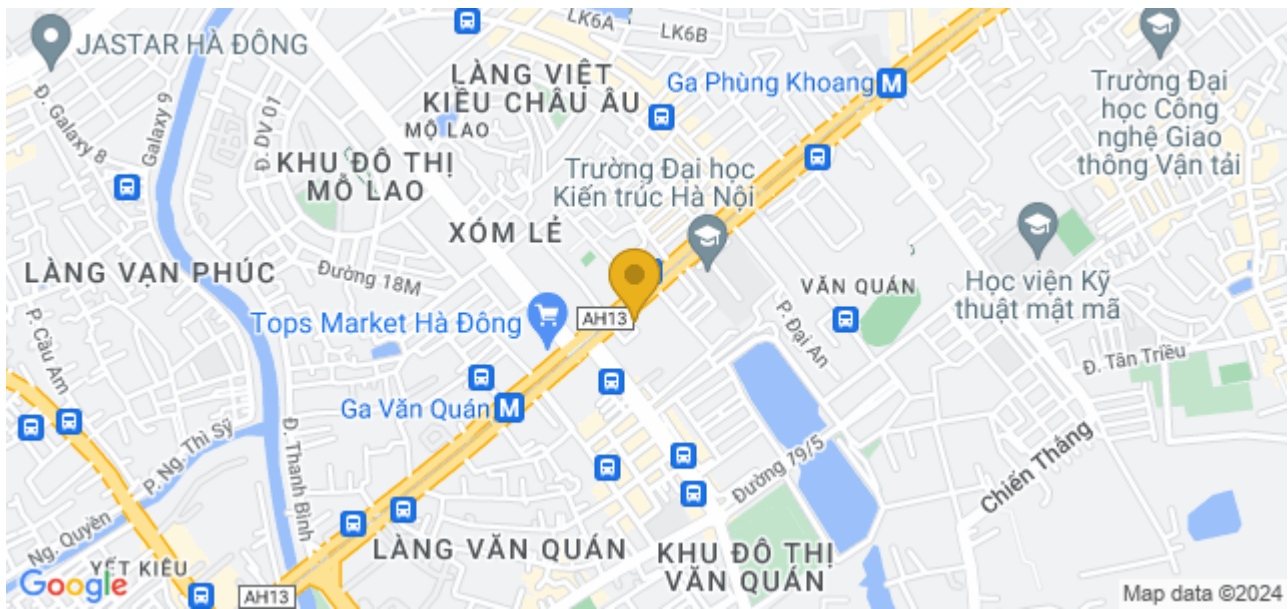 JASTAR HÀ ĐÔNG
LK6A
LK6B
LÀNG VIỆT
KIỀU CHÂU ÂU
MỘ LAO
Ga Phùng Khoang
M
Trường Đại
học Công
nghệ Giao
thông Vận tải
Đ. Galaxy 8
Galaxy 9
Đ. DV 01
KHU ĐÔ THỊ
MỖ LAO
Trường Đại học
Kiến trúc Hà Nội
XÓM LẺ
LÀNG VẠN PHÚC
Đường 18M
VĂN QUÁN
Học viện Kỹ
thuật mật mã
Tops Market Hà Đông
AH13
P. Đại An
P. Cầu Am
Đ. Tân Triều
Ga Văn Quán
M
P. Ng. Thì Sỹ
Đ. Thanh Bình
Đường 79/5
Chiến Thắng
Ng. Quyền
LÀNG VĂN QUÁN
KHU ĐÔ THỊ
VĂN QUÁN
YẾT KIÊU
Google
AH13
Map data ©2024